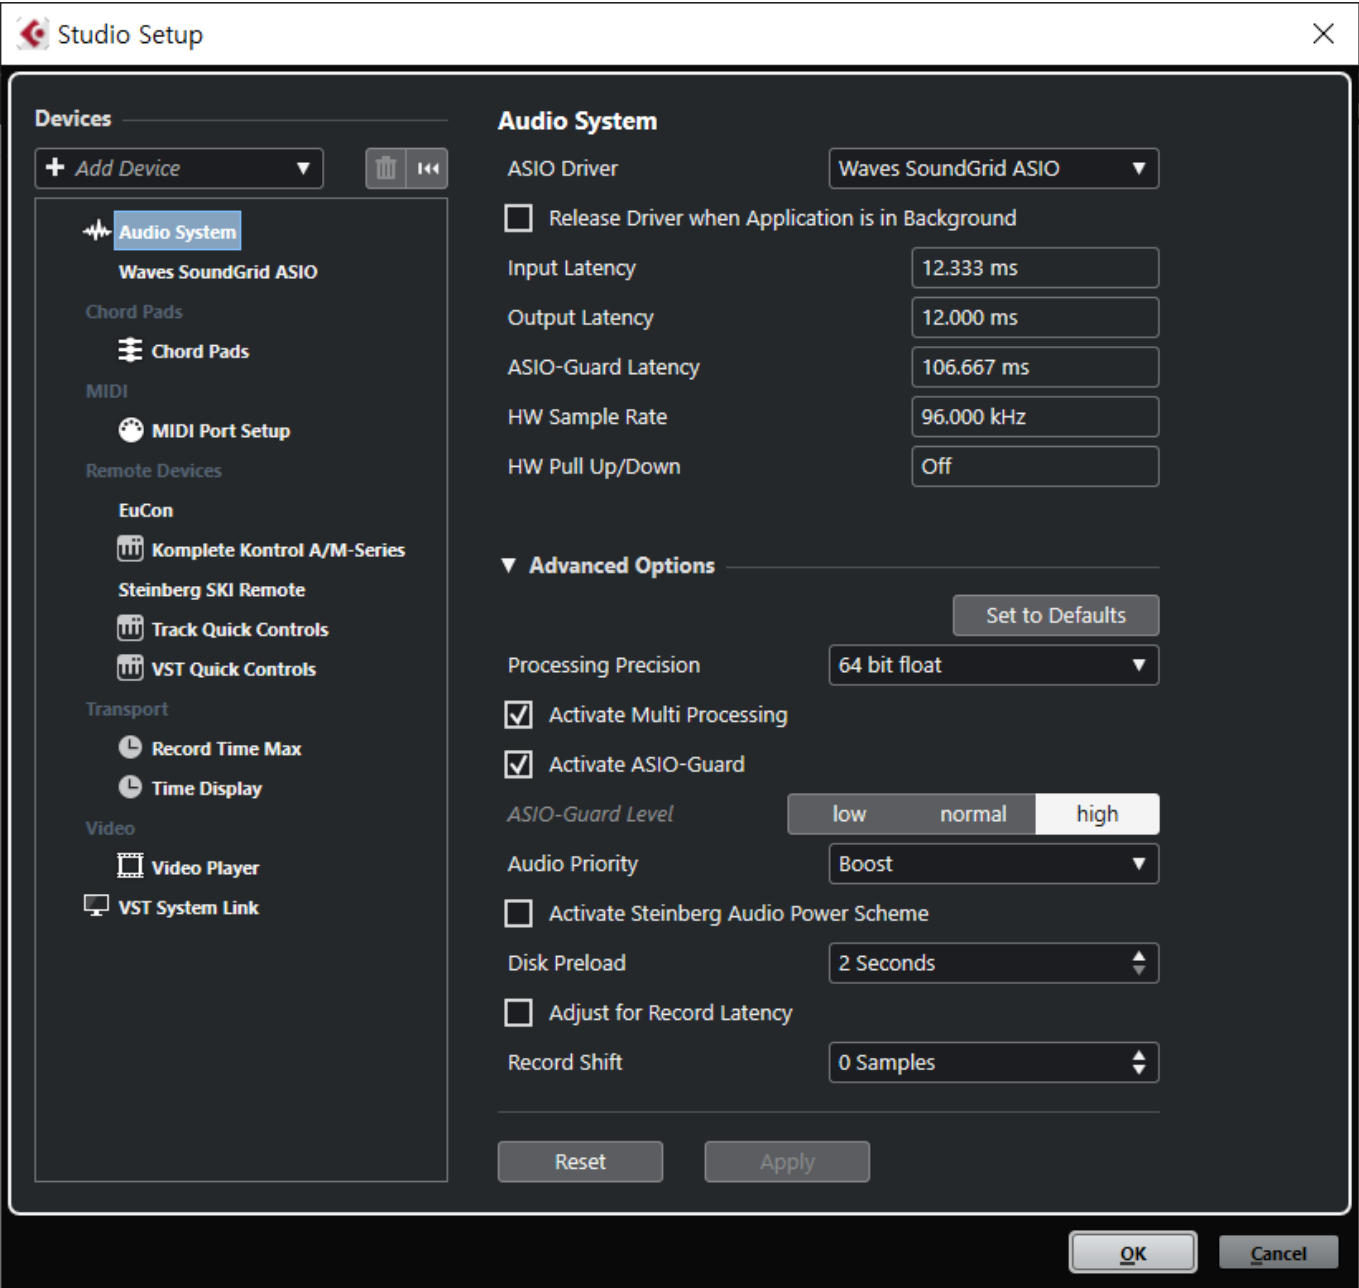 Studio Setup
Devices
Add Device
Audio System
Waves SoundGrid ASIO
Chord Pads
Chord Pads
MIDI
MIDI Port Setup
Remote Devices
EuCon
Komplete Kontrol A/M-Series
Steinberg SKI Remote
Track Quick Controls
VST Quick Controls
Transport
Record Time Max
Time Display
Video
Video Player
VST System Link
Audio System
ASIO Driver Waves SoundGrid ASIO
Release Driver when Application is in Background
Input Latency 12.333 ms
Output Latency 12.000 ms
ASIO-Guard Latency 106.667 ms
HW Sample Rate 96.000 kHz
HW Pull Up/Down Off
Advanced Options
Set to Defaults
Processing Precision 64 bit float
Activate Multi Processing
Activate ASIO-Guard
ASIO-Guard Level low normal high
Audio Priority Boost
Activate Steinberg Audio Power Scheme
Disk Preload 2 Seconds
Adjust for Record Latency
Record Shift 0 Samples
Reset Apply
OK Cancel